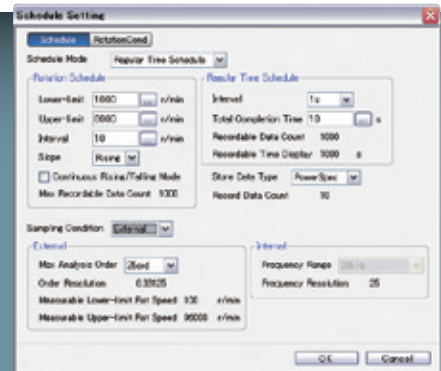 Schedule Setting
Schedule RotationCond
Schedule Mode Regular Time Schedule
Rotation Schedule
Lower-limit 1000 ... r/min
Upper-limit 8000 ... r/min
Interval 10 ... r/min
Slope Rising
Continuous Rise/Falling Mode
Max Recordable Data Count 1000
Regular Time Schedule
Interval 1s
Total Completion Time 10 ... s
Recordable Data Count 1000
Recordable Time Display 1000 s
Store Data Type PowerSpec
Record Data Count 10
Sampling Condition External
External
Max Analysis Order 25ord
Order Resolution
Measurable Lower-limit Rot Speed r/min
Measurable Upper-limit Rot Speed r/min
Internal
Frequency Range
Frequency Resolution 25
OK Cancel